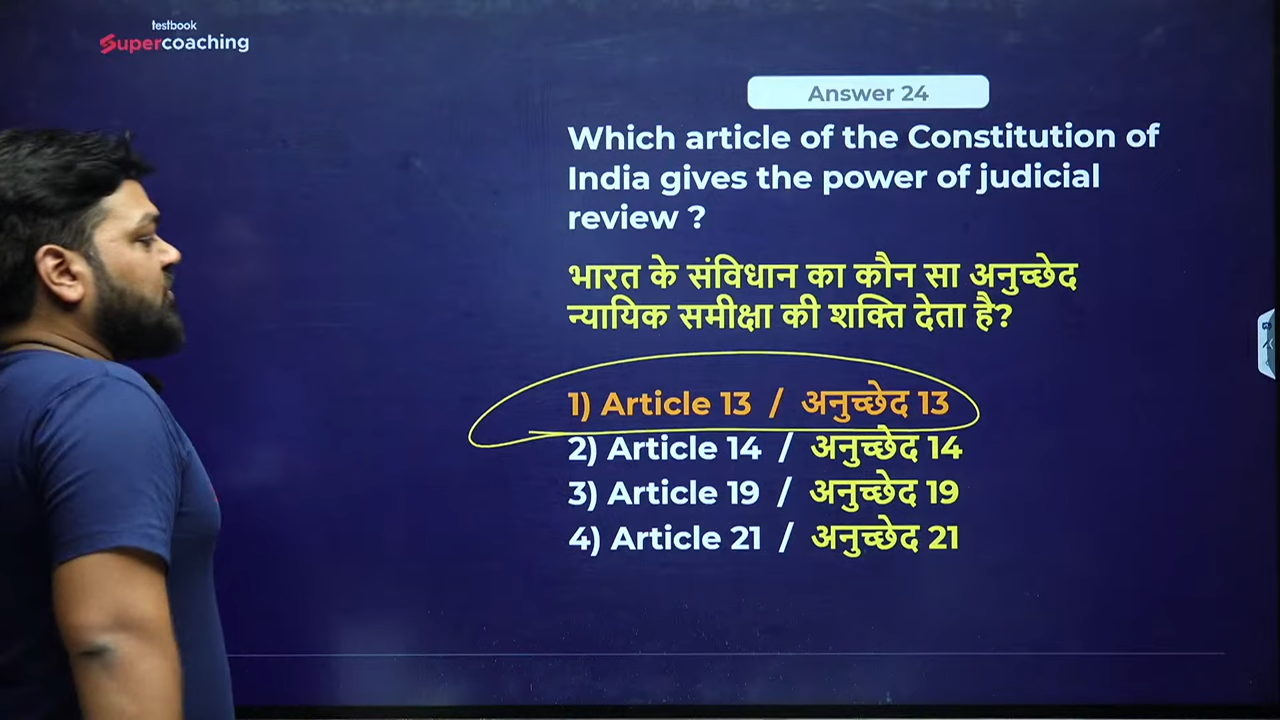 testbook
Supercoaching
Answer 24
Which article of the Constitution of
India gives the power of judicial
review ?
भारत के संविधान का कौन सा अनुच्छेद
न्यायिक समीक्षा की शक्ति देता है?
1) Article 13 / अनुच्छेद 13
2) Article 14 / अनुच्छेद 14
3) Article 19 / अनुच्छेद 19
4) Article 21 / अनुच्छेद 21